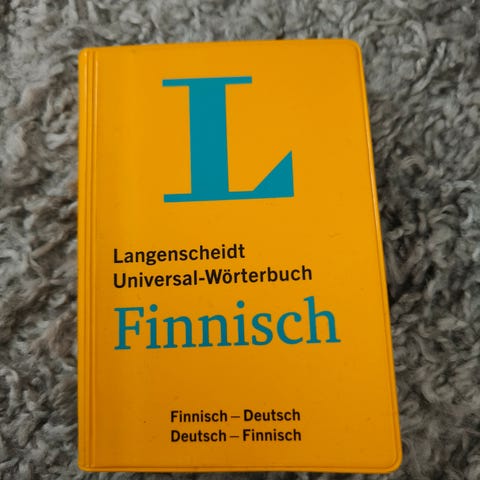 L
Langenscheidt
Universal-Wörterbuch
Finnisch
Finnisch – Deutsch
Deutsch – Finnisch